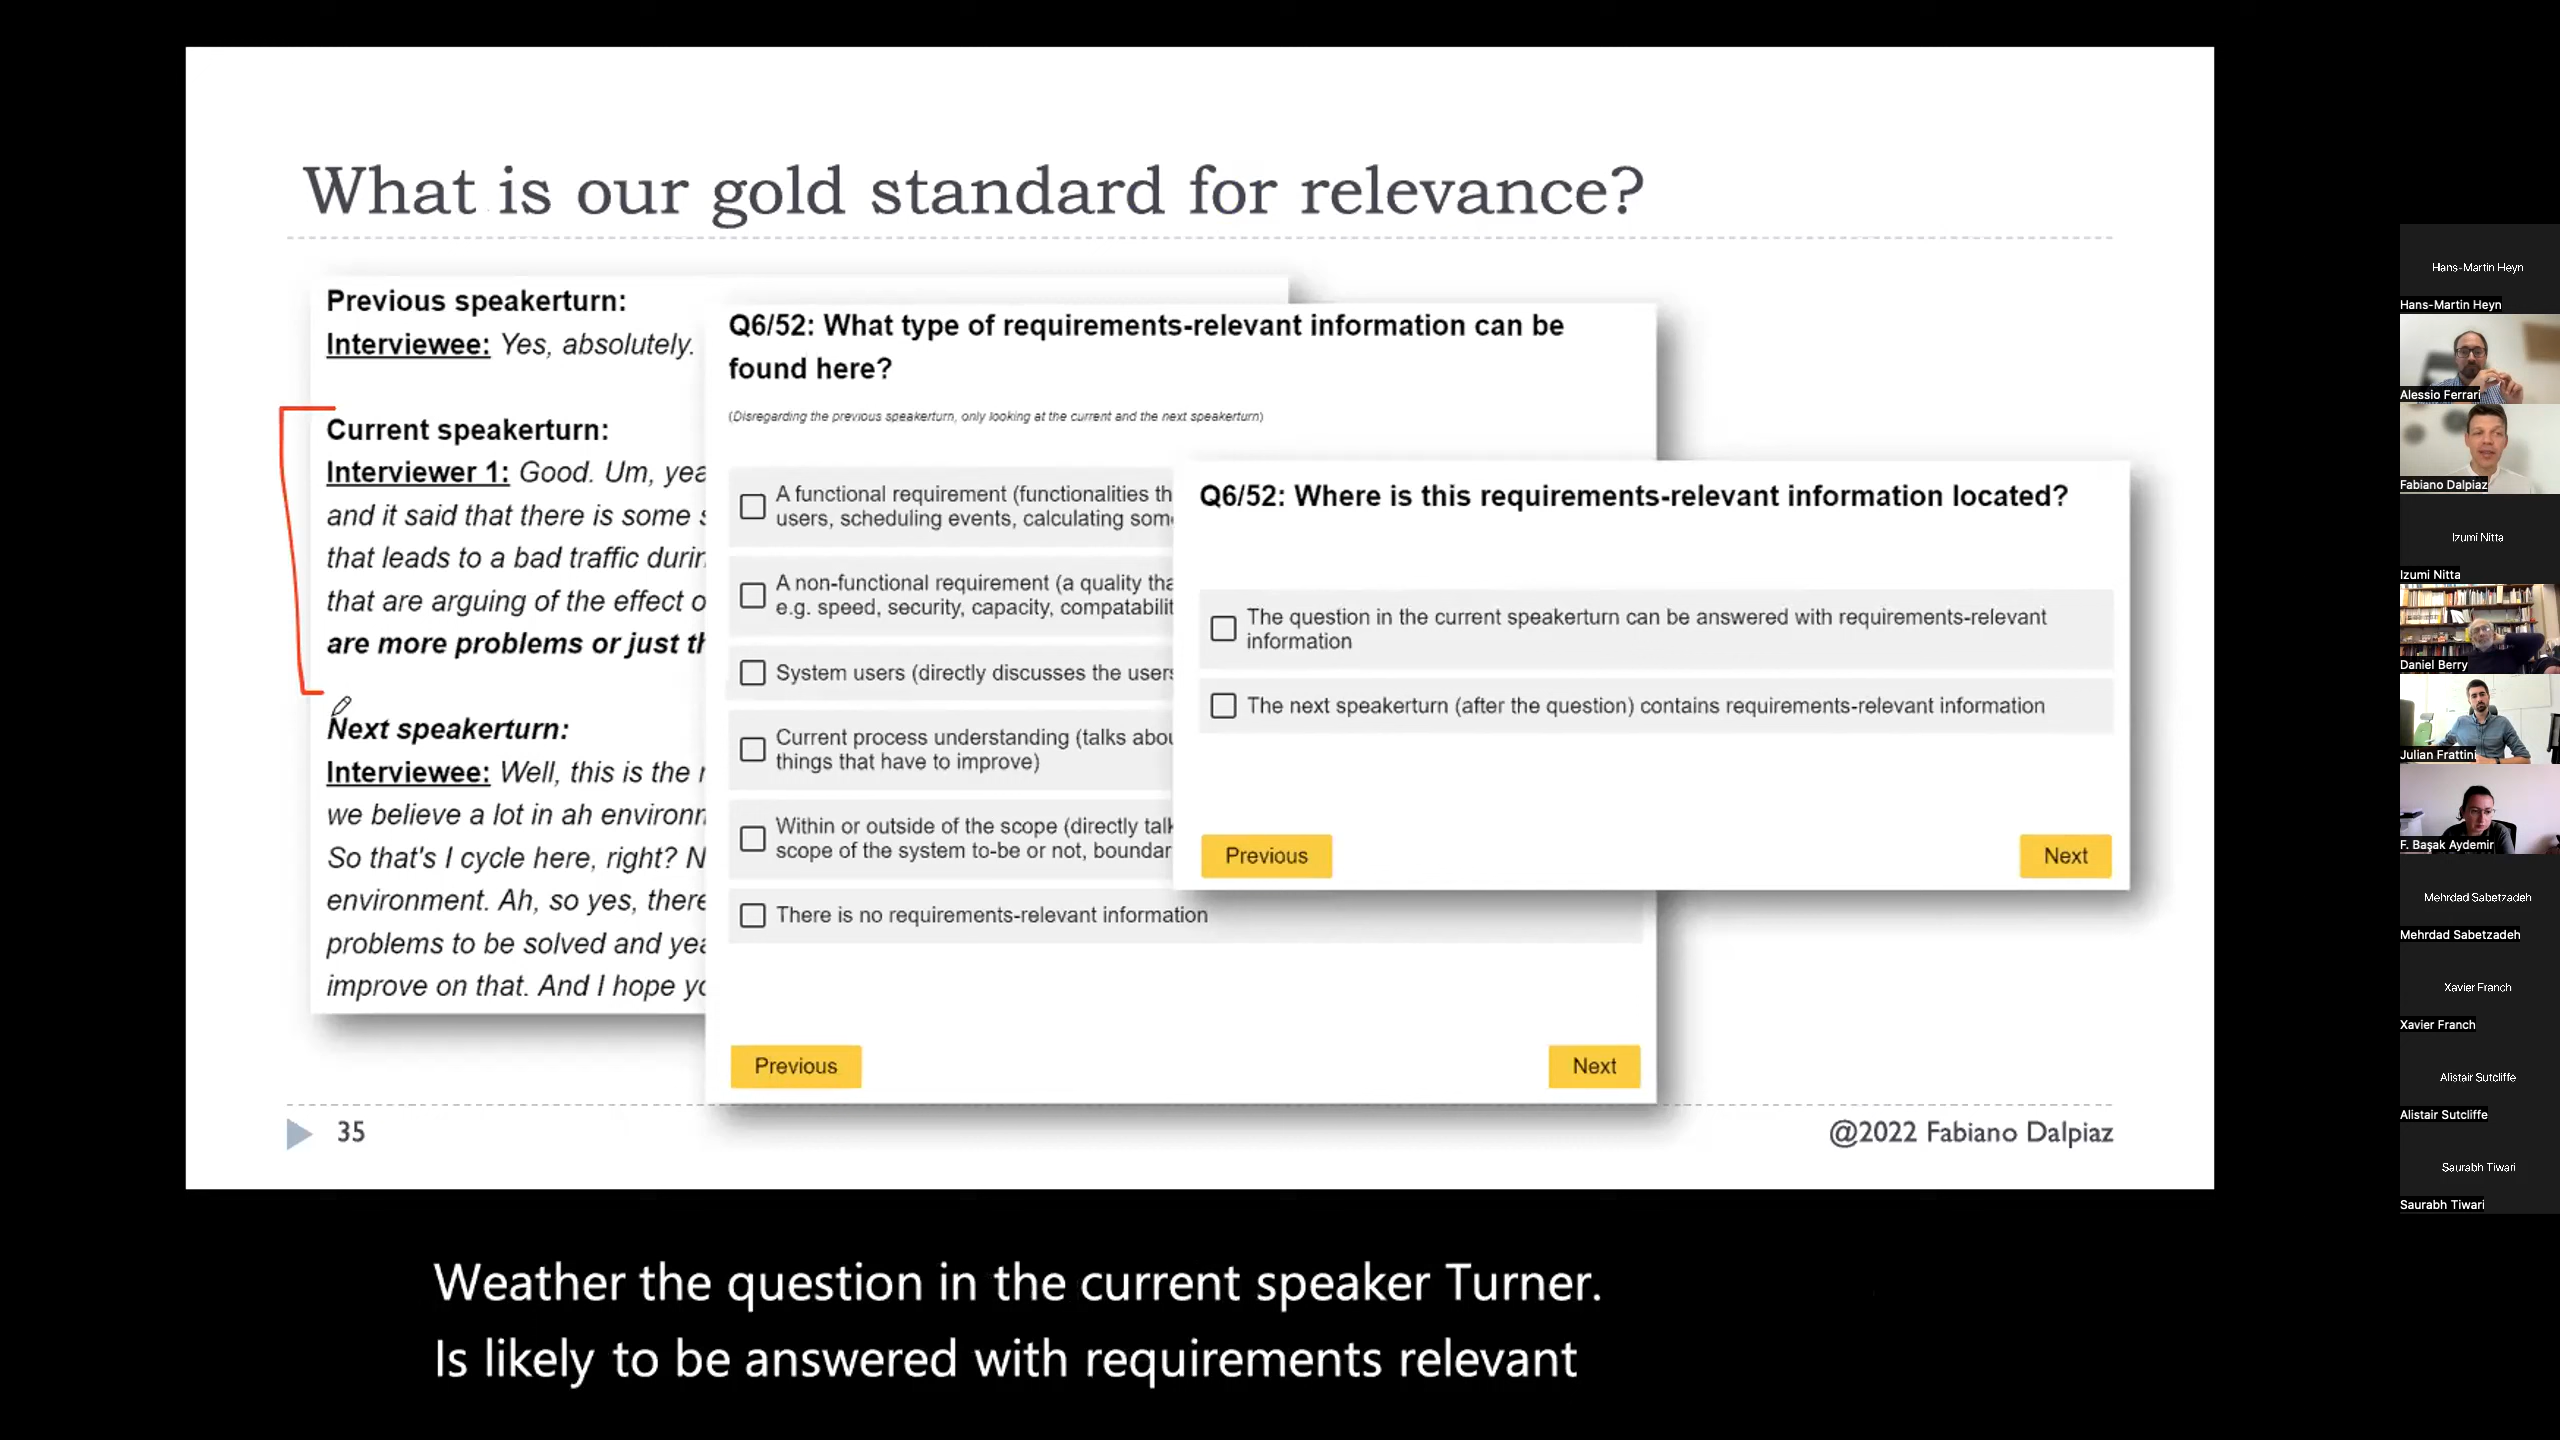 What is our gold standard for relevance?
Previous speakerturn:
Interviewee: Yes, absolutely.
Current speakerturn:
Interviewer 1: Good. Um, yea
and it said that there is some s
that leads to a bad traffic durin
that are arguing of the effect o
are more problems or just th
Next speakerturn:
Interviewee: Well, this is the r
we believe a lot in ah environm
So that's I cycle here, right? N
environment. Ah, so yes, there
problems to be solved and yea
improve on that. And I hope yo
Q6/52: What type of requirements-relevant information can be
found here?
(Disregarding the previous speakerturn, only looking at the current and the next speakerturn)
A functional requirement (functionalities th
users, scheduling events, calculating som
A non-functional requirement (a quality tha
e.g. speed, security, capacity, compatabilit
System users (directly discusses the users
Current process understanding (talks abou
things that have to improve)
Within or outside of the scope (directly talk
scope of the system to-be or not, boundar
There is no requirements-relevant information
Previous
Next
Q6/52: Where is this requirements-relevant information located?
The question in the current speakerturn can be answered with requirements-relevant
information
The next speakerturn (after the question) contains requirements-relevant information
Previous
Next
35
@2022 Fabiano Dalpiaz
Weather the question in the current speaker Turner.
Is likely to be answered with requirements relevant
Hans-Martin Heyn
Hans-Martin Heyn
Alessio Ferrari
Fabiano Dalpiaz
Izumi Nitta
Izumi Nitta
Daniel Berry
Julian Frattini
F. Başak Aydemir
Mehrdad Sabetzadeh
Mehrdad Sabetzadeh
Xavier Franch
Xavier Franch
Alistair Sutcliffe
Alistair Sutcliffe
Saurabh Tiwari
Saurabh Tiwari